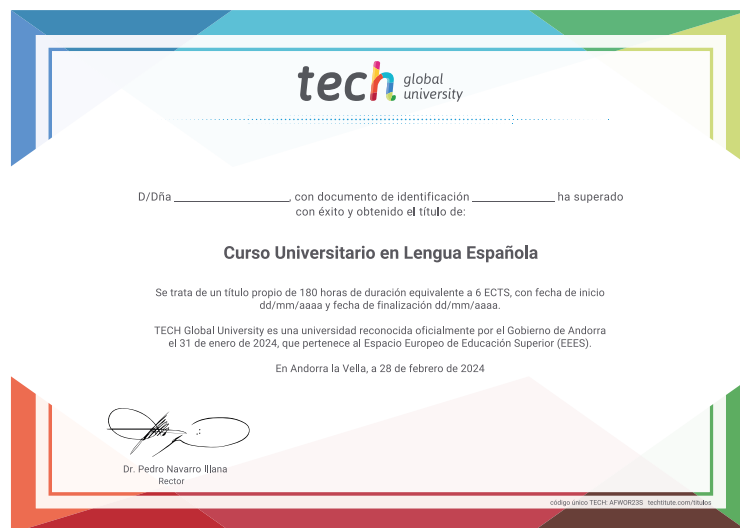 tech global
university
D/Dña ____________________, con documento de identificación ______________ ha superado
con éxito y obtenido el título de:
Curso Universitario en Lengua Española
Se trata de un título propio de 180 horas de duración equivalente a 6 ECTS, con fecha de inicio
dd/mm/aaaa y fecha de finalización dd/mm/aaaa.
TECH Global University es una universidad reconocida oficialmente por el Gobierno de Andorra
el 31 de enero de 2024, que pertenece al Espacio Europeo de Educación Superior (EEES).
En Andorra la Vella, a 28 de febrero de 2024
Dr. Pedro Navarro Illana
Rector
código único TECH: AFWOR235 techtitute.com/titulos